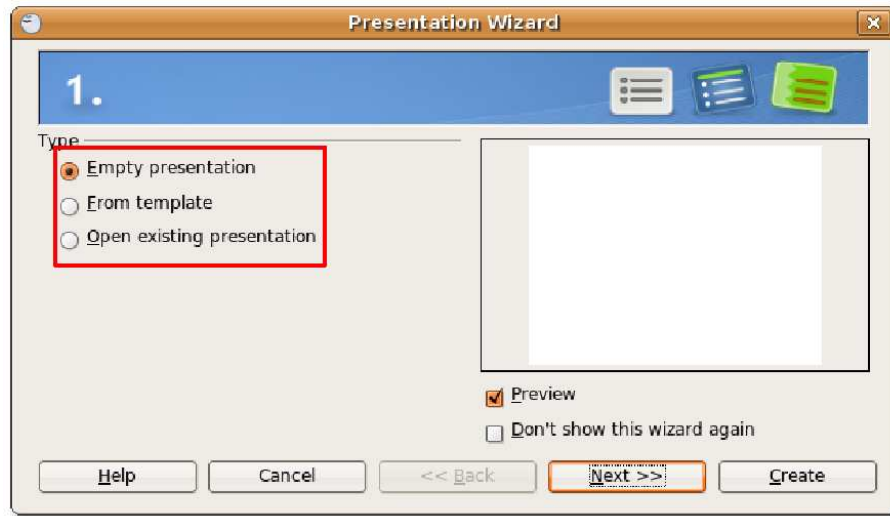 Presentation Wizard
1.
Type
Empty presentation
From template
Open existing presentation
Preview
Don't show this wizard again
Help
Cancel
<< Back
Next >>
Create